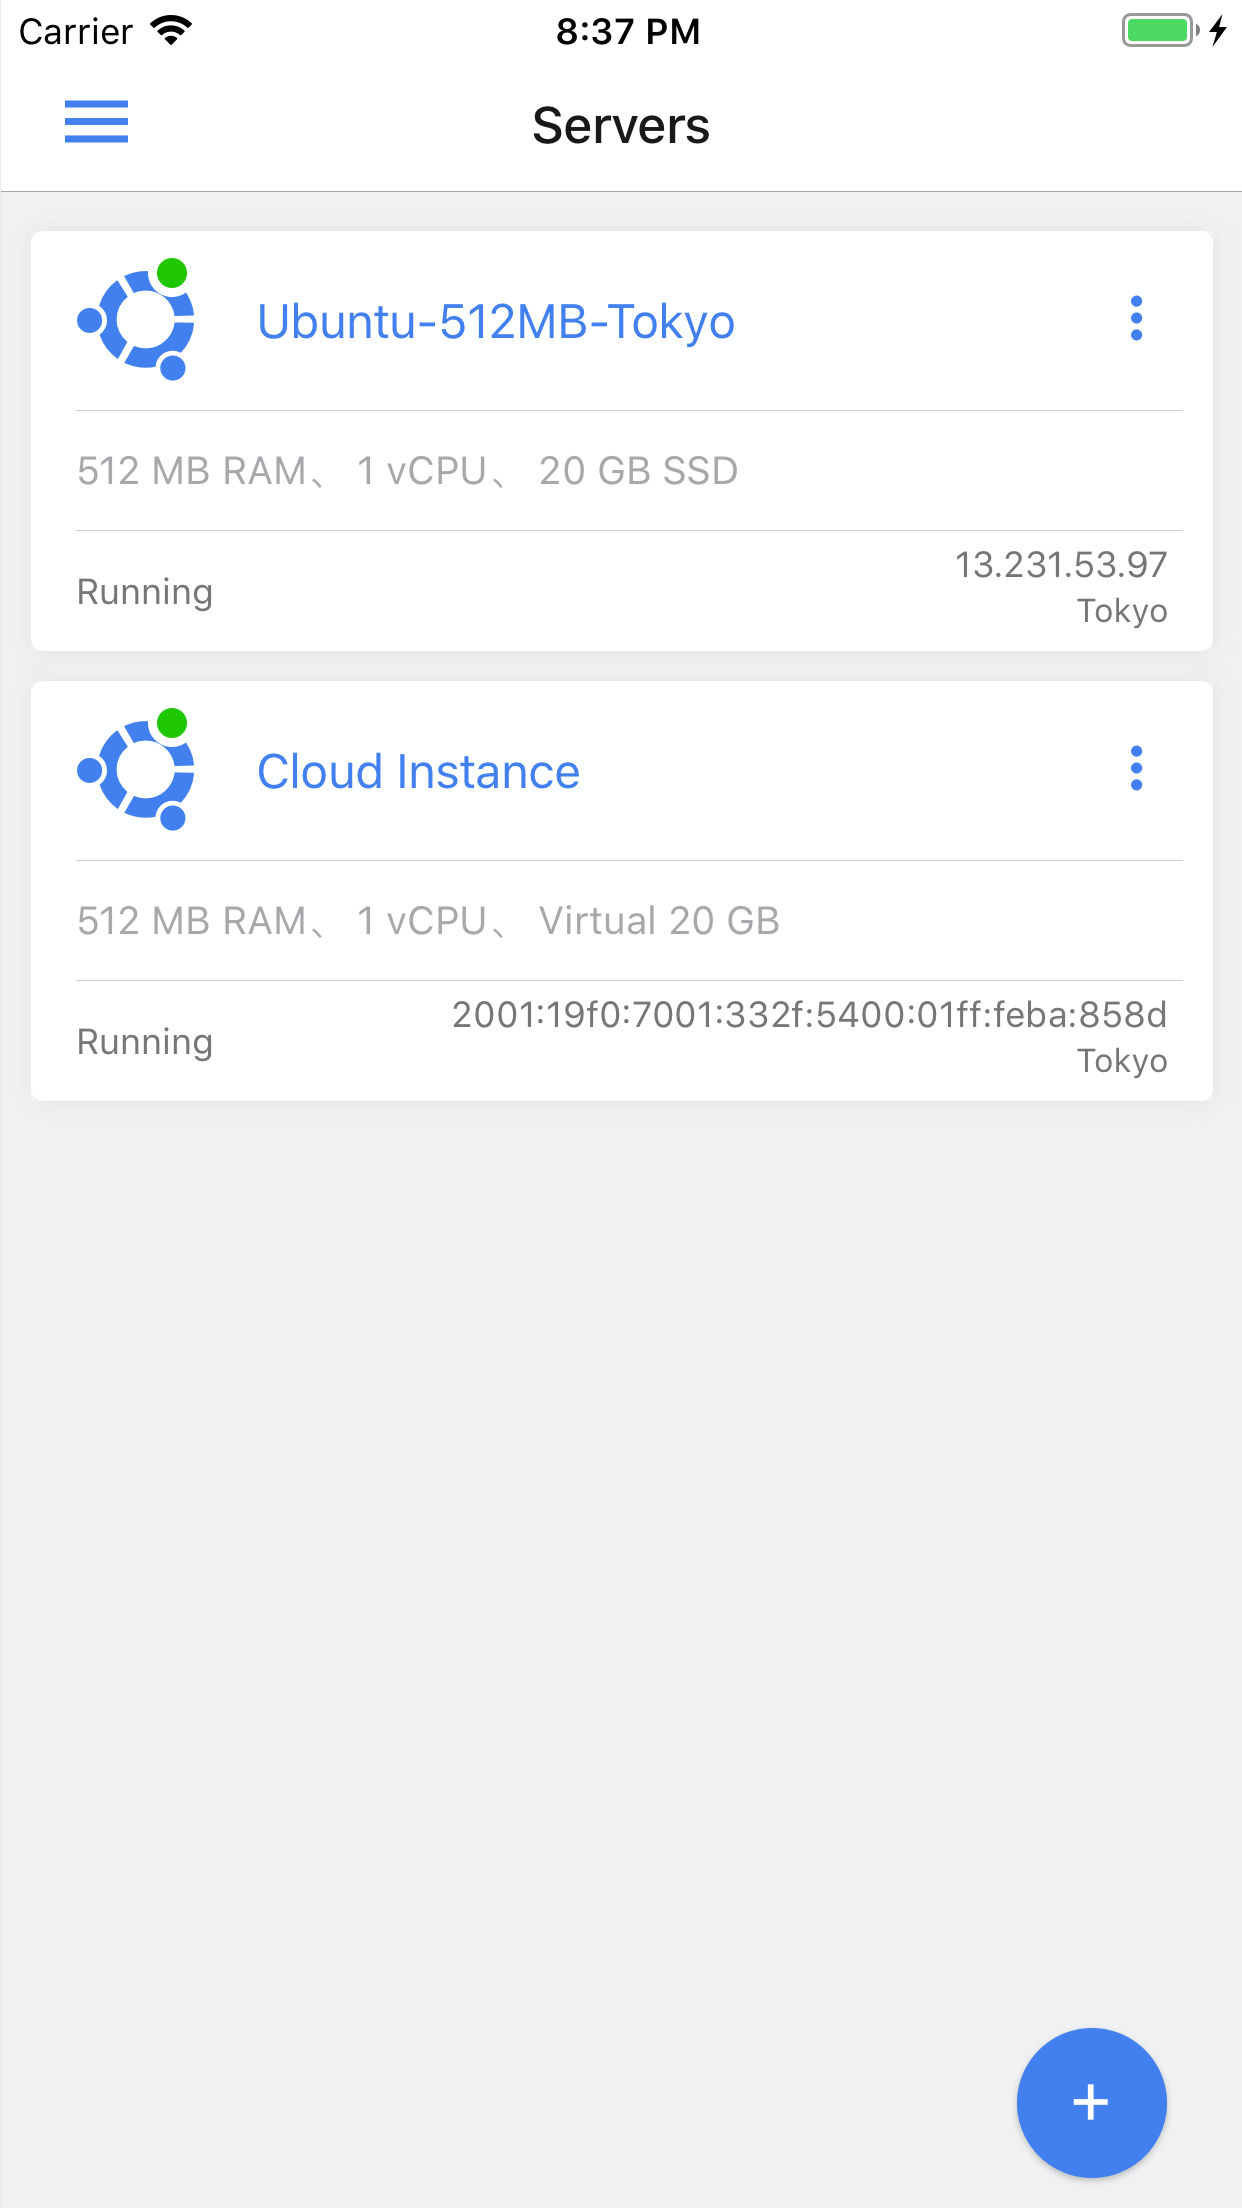 Carrier 8:37 PM
Servers
Ubuntu-512MB-Tokyo
512 MB RAM、 1 vCPU、 20 GB SSD
Running
13.231.53.97
Tokyo
Cloud Instance
512 MB RAM、 1 vCPU、 Virtual 20 GB
Running
2001:19f0:7001:332f:5400:01ff:feba:858d
Tokyo
+